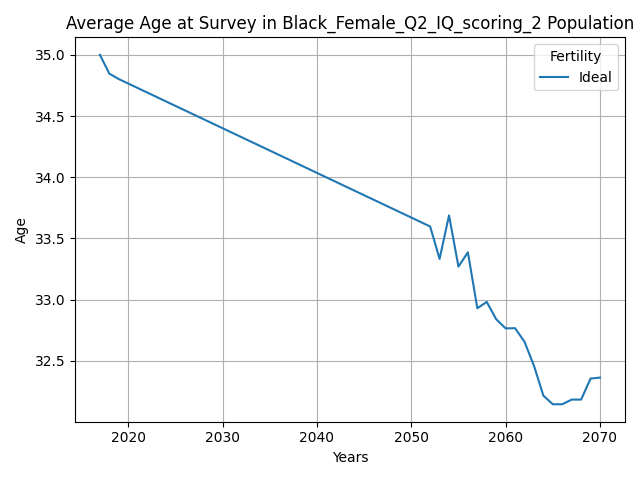 Average Age at Survey in Black_Female_Q2_IQ_scoring_2 Population
Fertility
Ideal
35.0
34.5
34.0
33.5
33.0
32.5
Age
2020 2030 2040 2050 2060 2070
Years